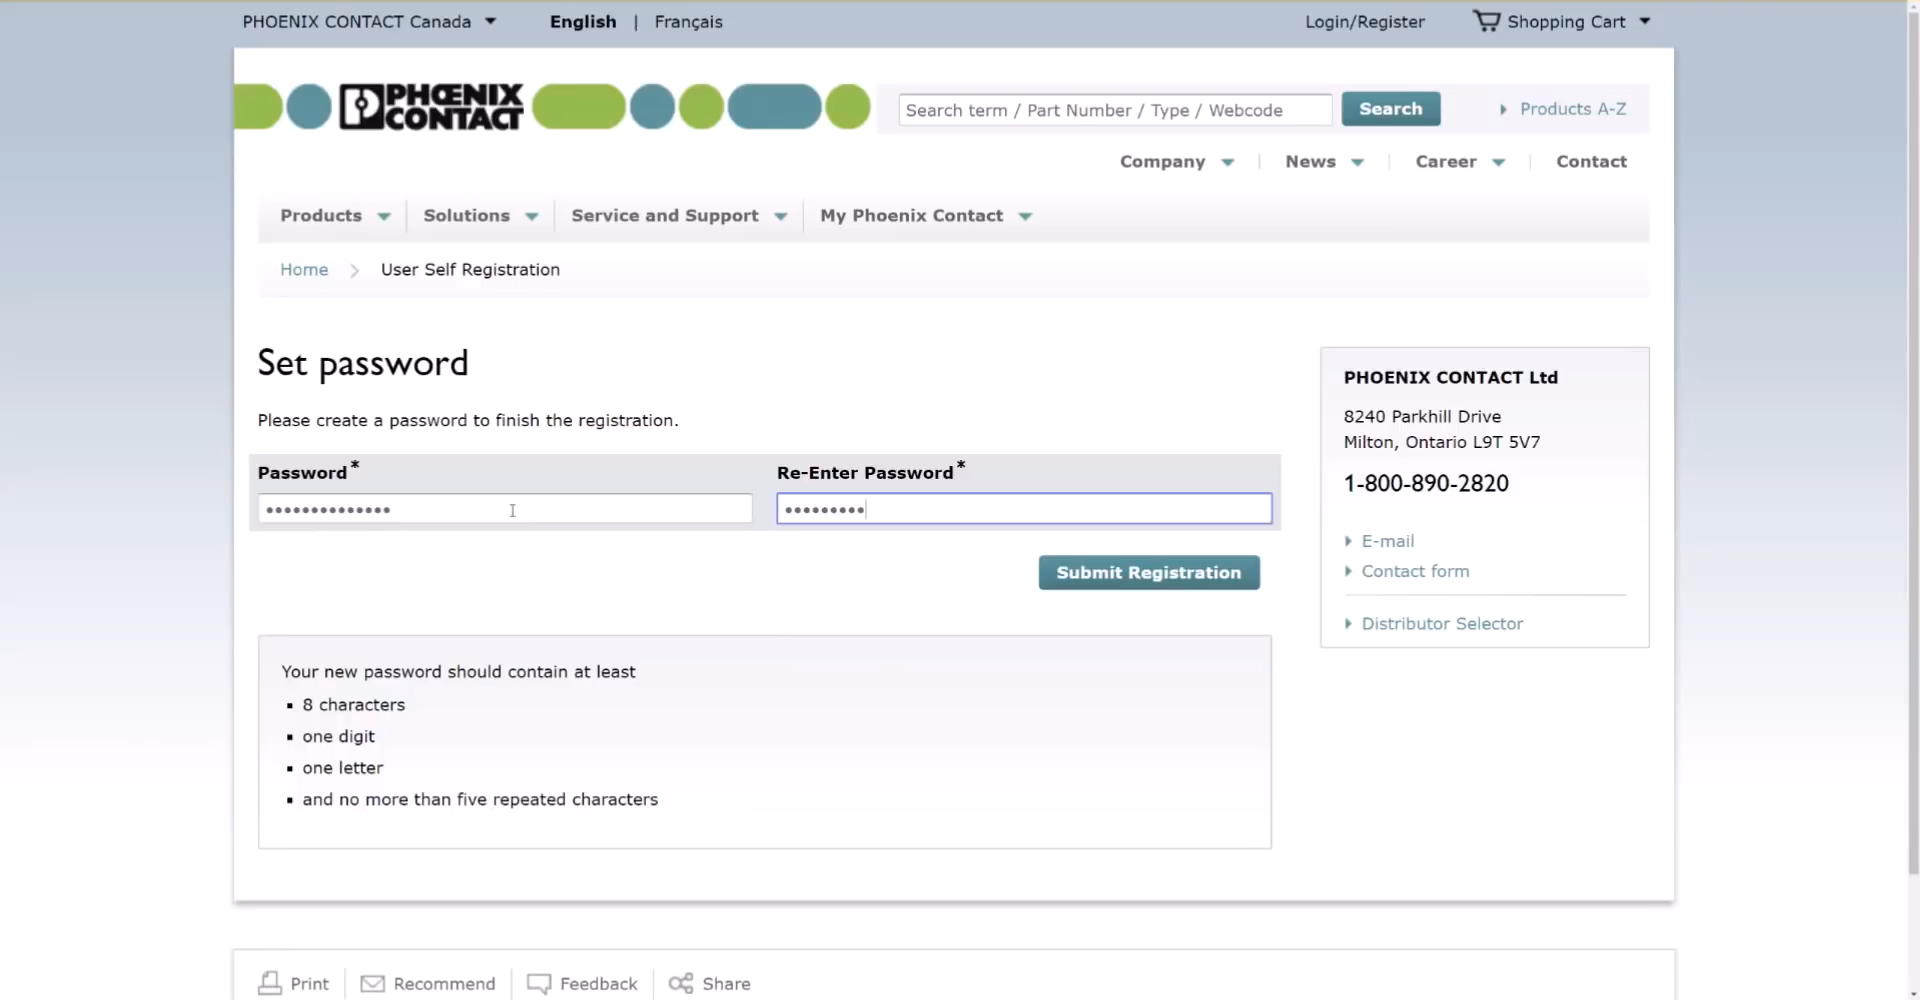 PHOENIX CONTACT Canada
English | Français
Login/Register
Shopping Cart
PHŒNIX
CONTACT
Search term / Part Number / Type / Webcode
Search
Products A-Z
Company
News
Career
Contact
Products
Solutions
Service and Support
My Phoenix Contact
Home
User Self Registration
Set password
Please create a password to finish the registration.
Password*
Re-Enter Password*
••••••••••••••
•••••••••
Submit Registration
Your new password should contain at least
▪ 8 characters
▪ one digit
▪ one letter
▪ and no more than five repeated characters
PHOENIX CONTACT Ltd
8240 Parkhill Drive
Milton, Ontario L9T 5V7
1-800-890-2820
E-mail
Contact form
Distributor Selector
Print
Recommend
Feedback
Share